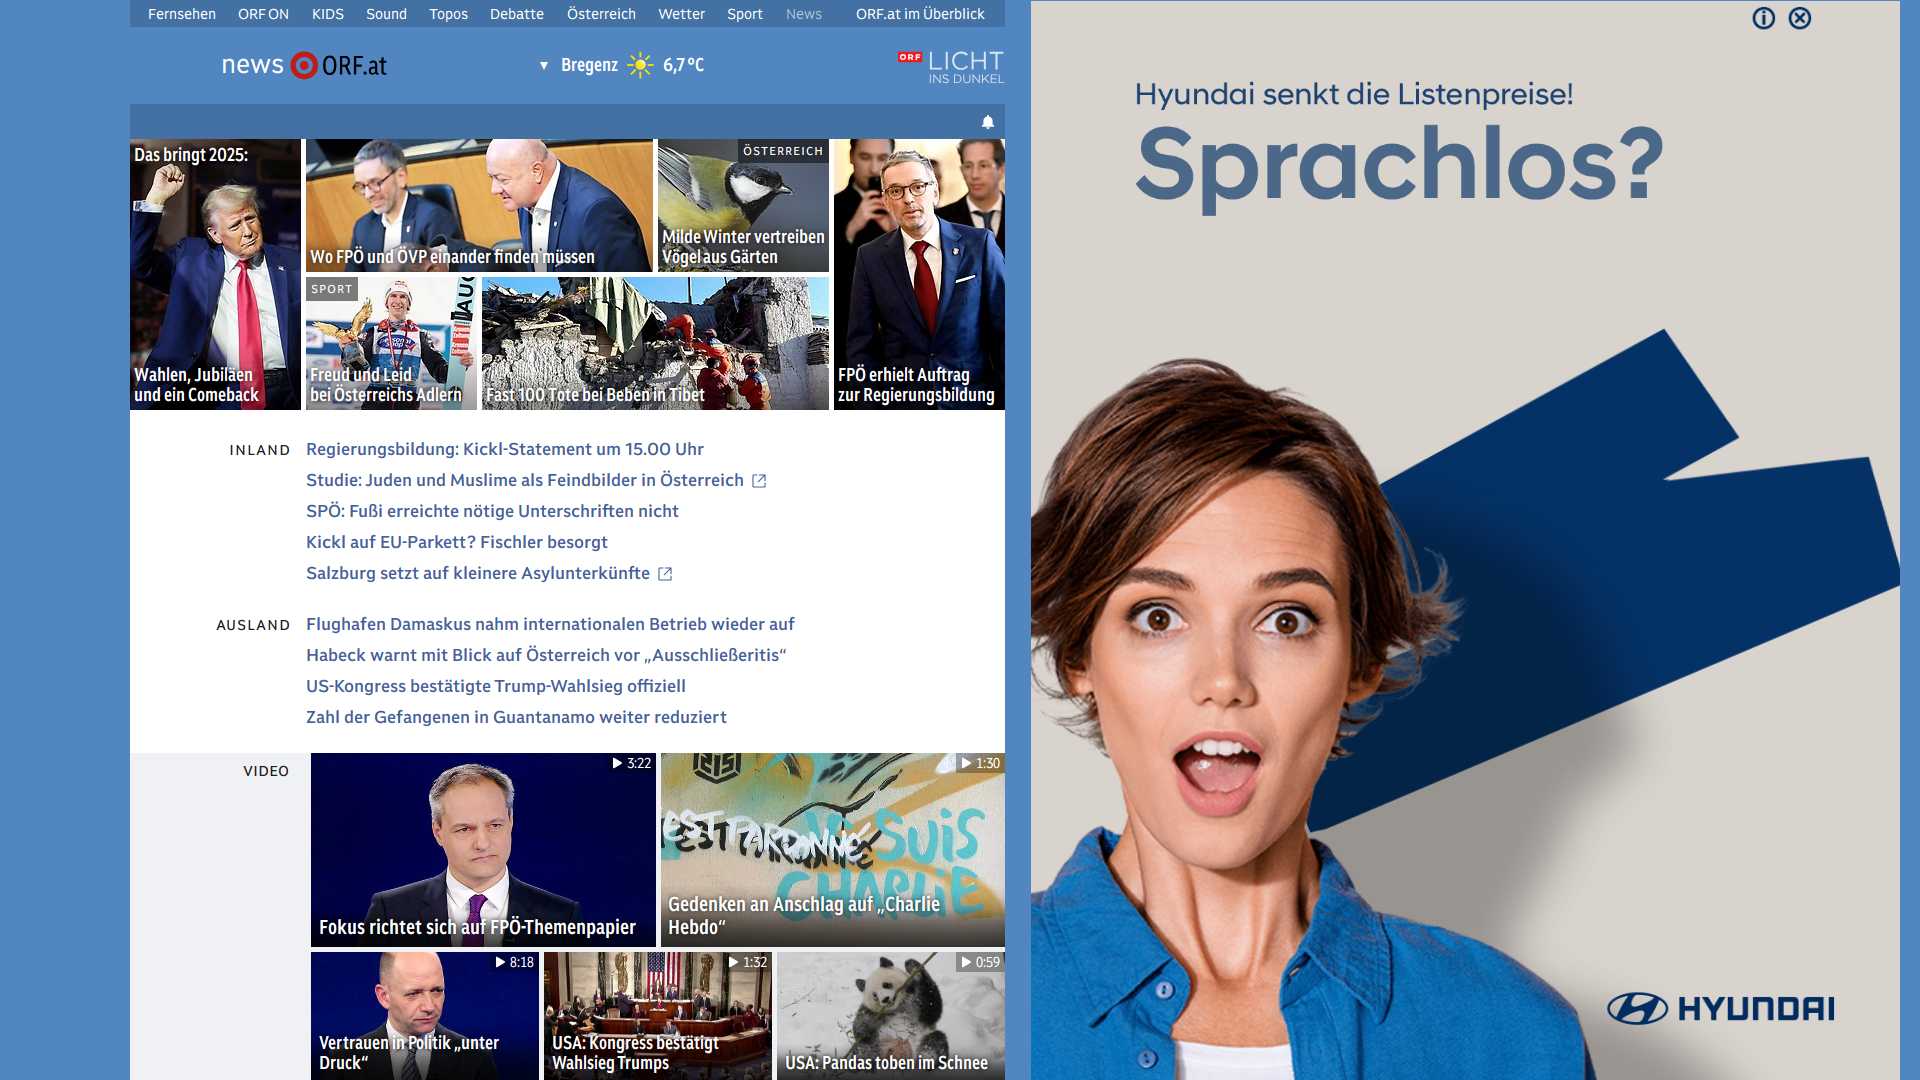 Fernsehen ORF ON KIDS Sound Topos Debatte Österreich Wetter Sport News ORF.at im Überblick
news ORF.at
Bregenz 6,7 °C
ORF LICHT
INS DUNKEL
Das bringt 2025:
Wahlen, Jubiläen
und ein Comeback
Wo FPÖ und ÖVP einander finden müssen
ÖSTERREICH
Milde Winter vertreiben
Vögel aus Gärten
SPORT
Freud und Leid
bei Österreichs Adlern
Fast 100 Tote bei Beben in Tibet
FPÖ erhielt Auftrag
zur Regierungsbildung
INLAND
Regierungsbildung: Kickl-Statement um 15.00 Uhr
Studie: Juden und Muslime als Feindbilder in Österreich
SPÖ: Fußi erreichte nötige Unterschriften nicht
Kickl auf EU-Parkett? Fischler besorgt
Salzburg setzt auf kleinere Asylunterkünfte
AUSLAND
Flughafen Damaskus nahm internationalen Betrieb wieder auf
Habeck warnt mit Blick auf Österreich vor „Ausschließeritis“
US-Kongress bestätigte Trump-Wahlsieg offiziell
Zahl der Gefangenen in Guantanamo weiter reduziert
VIDEO
3:22
Fokus richtet sich auf FPÖ-Themenpapier
1:30
EST PARDONNÉ
SUIS
CHARLIE
Gedenken an Anschlag auf „Charlie
Hebdo“
8:18
Vertrauen in Politik „unter
Druck“
1:32
USA: Kongress bestätigt
Wahlsieg Trumps
0:59
USA: Pandas toben im Schnee
Hyundai senkt die Listenpreise!
Sprachlos?
HYUNDAI